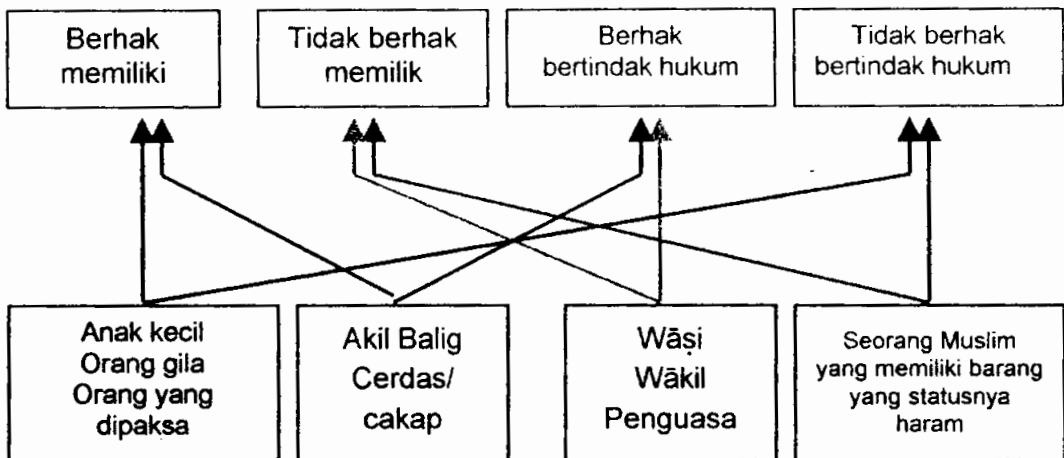 Berhak
memiliki
Tidak berhak
memilik
Berhak
bertindak hukum
Tidak berhak
bertindak hukum
Anak kecil
Orang gila
Orang yang
dipaksa
Akil Balig
Cerdas/
cakap
Wāṣi
Wākil
Penguasa
Seorang Muslim
yang memiliki barang
yang statusnya
haram